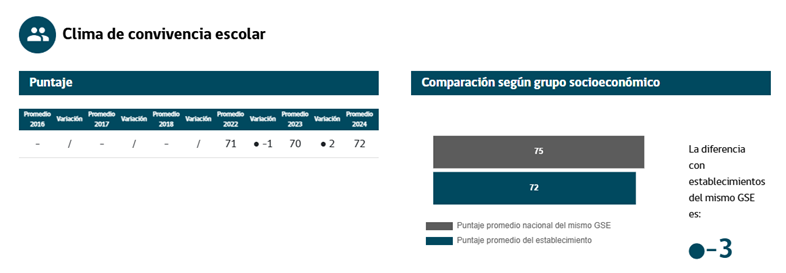 Clima de convivencia escolar
Puntaje
Promedio 2016 Variación Promedio 2017 Variación Promedio 2018 Variación Promedio 2022 Variación Promedio 2023 Variación Promedio 2024
– / – / – / 71 ● –1 70 ● 2 72
Comparación según grupo socioeconómico
75
72
Puntaje promedio nacional del mismo GSE
Puntaje promedio del establecimiento
La diferencia
con
establecimientos
del mismo GSE
es:
●–3